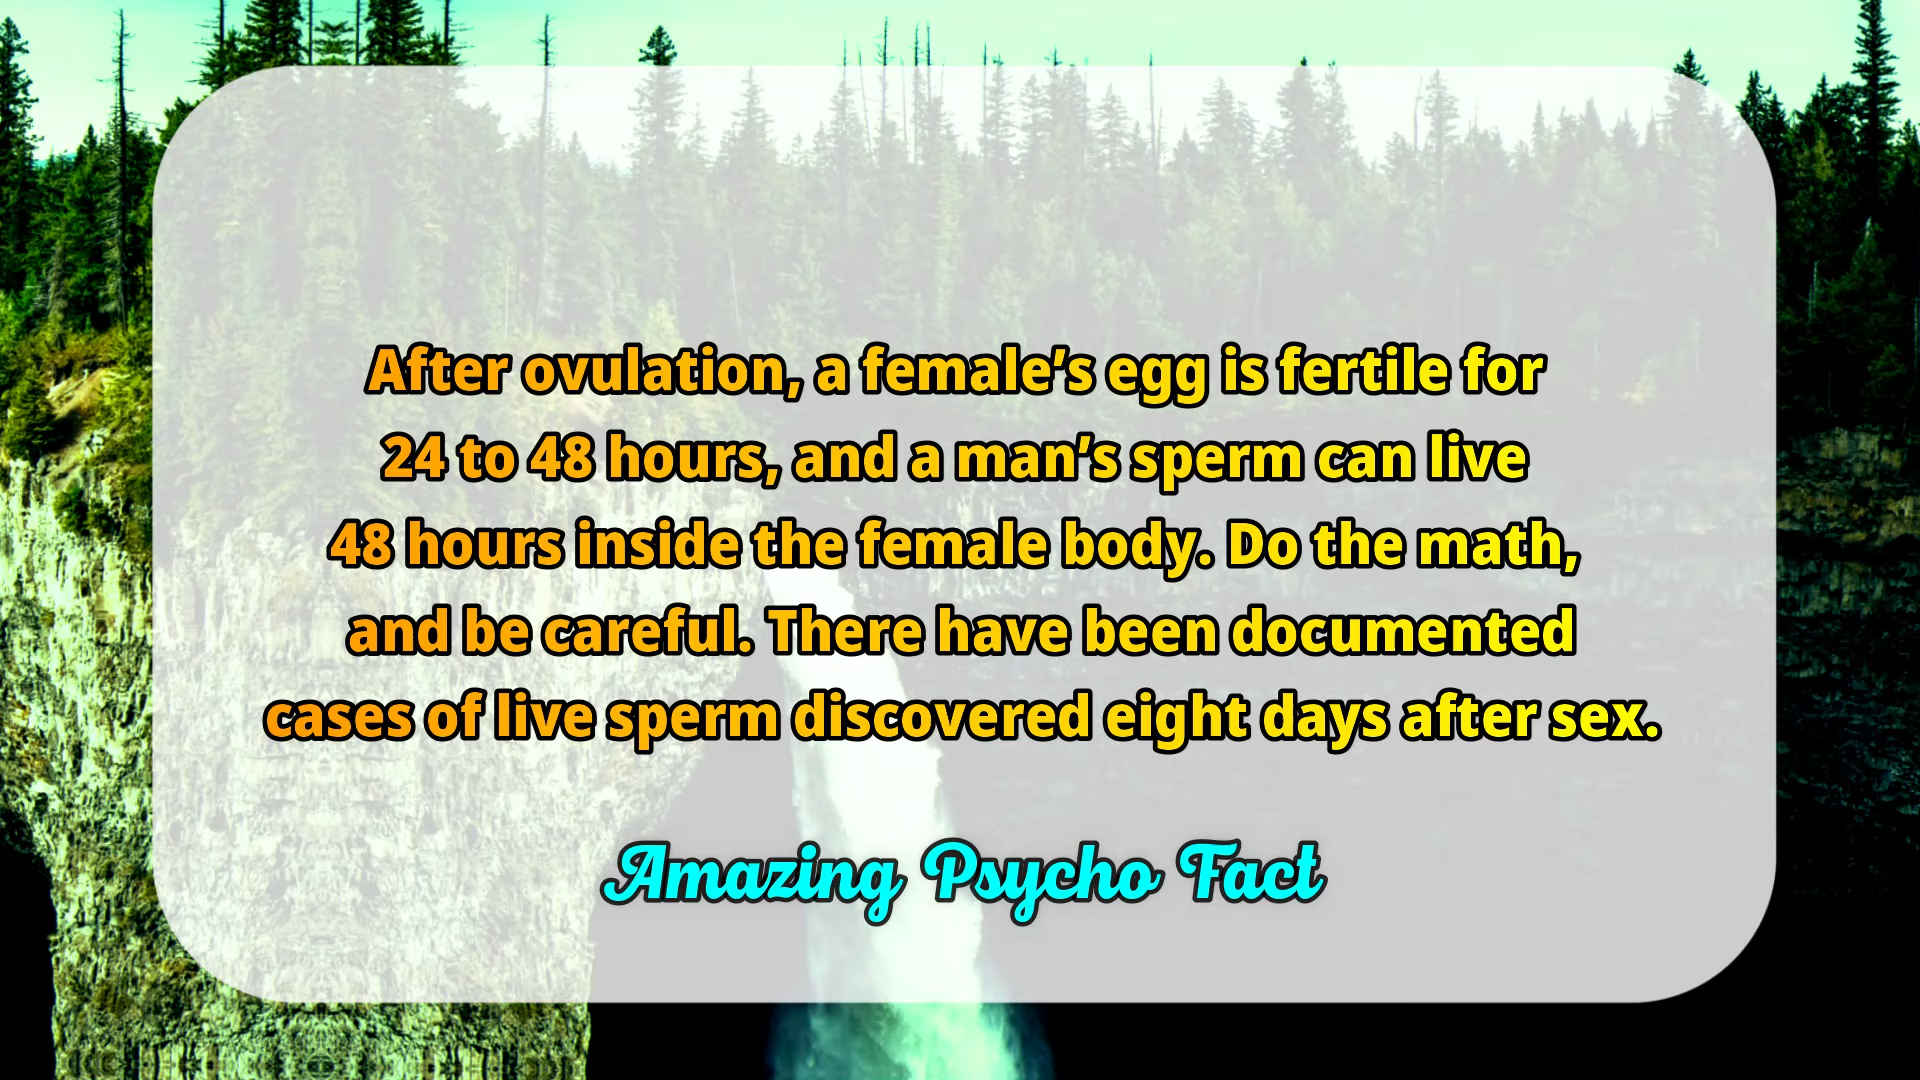 After ovulation, a female’s egg is fertile for
24 to 48 hours, and a man’s sperm can live
48 hours inside the female body. Do the math,
and be careful. There have been documented
cases of live sperm discovered eight days after sex.
Amazing Psycho Fact